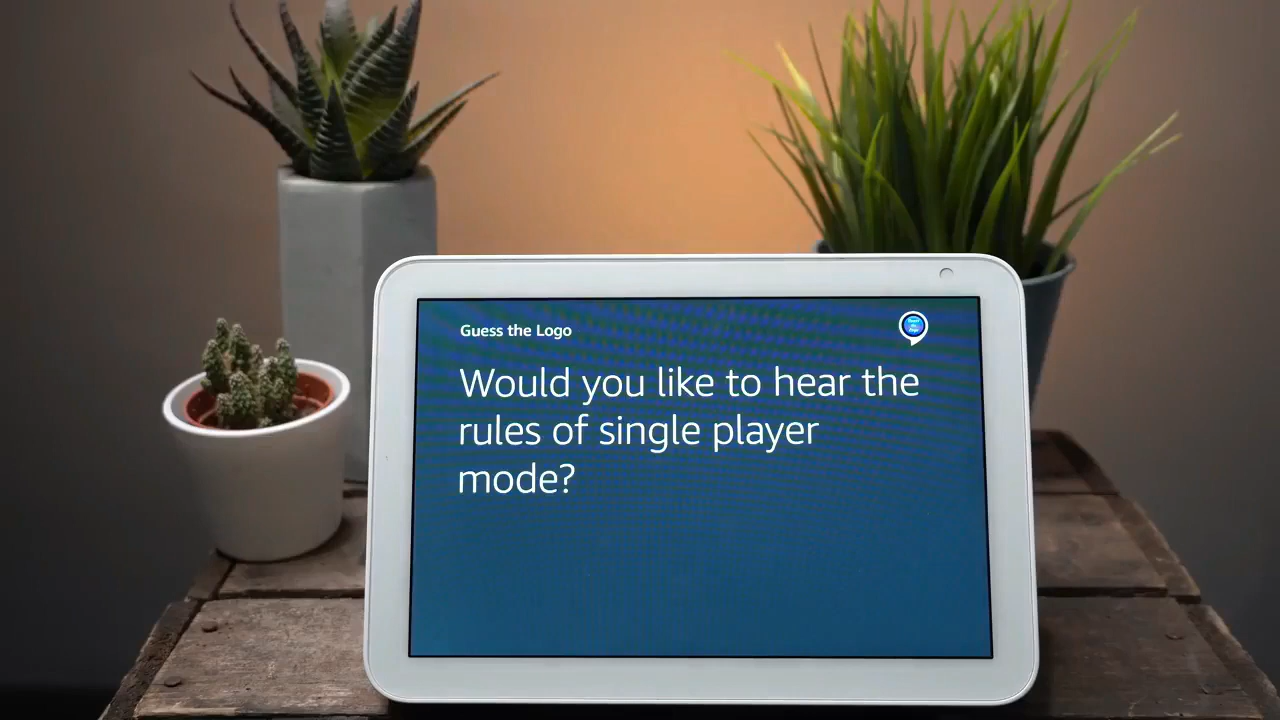 Guess the Logo
Would you like to hear the
rules of single player
mode?